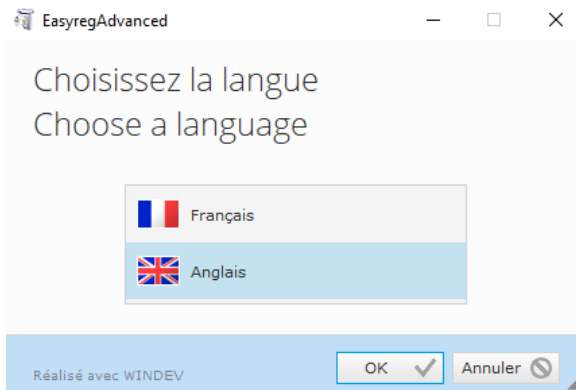 EasyregAdvanced
Choisissez la langue
Choose a language
Français
Anglais
Réalisé avec WINDEV
OK
Annuler